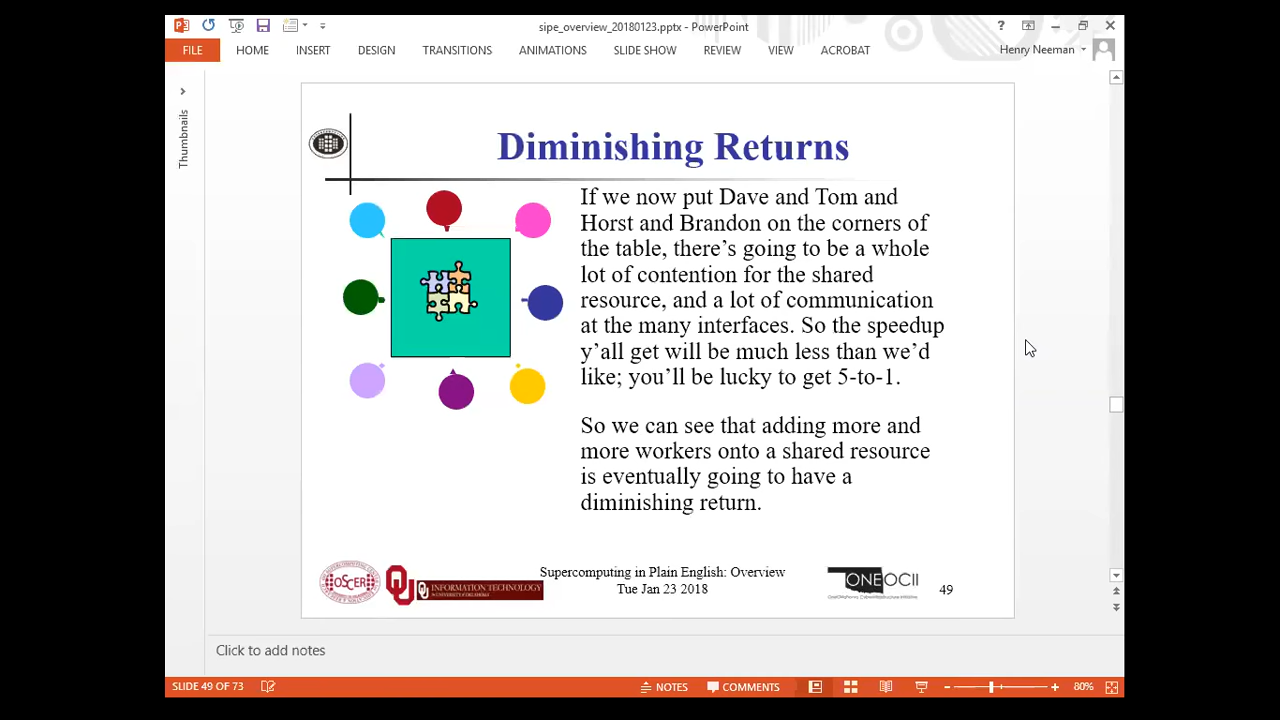 sipe_overview_20180123.pptx - PowerPoint
?
FILE HOME INSERT DESIGN TRANSITIONS ANIMATIONS SLIDE SHOW REVIEW VIEW ACROBAT Henry Neeman
Thumbnails
Diminishing Returns
If we now put Dave and Tom and
Horst and Brandon on the corners of
the table, there’s going to be a whole
lot of contention for the shared
resource, and a lot of communication
at the many interfaces. So the speedup
y’all get will be much less than we’d
like; you’ll be lucky to get 5-to-1.
So we can see that adding more and
more workers onto a shared resource
is eventually going to have a
diminishing return.
OSCER
INFORMATION TECHNOLOGY
Supercomputing in Plain English: Overview
Tue Jan 23 2018
ONEOCII
49
Click to add notes
SLIDE 49 OF 73 NOTES COMMENTS 80%